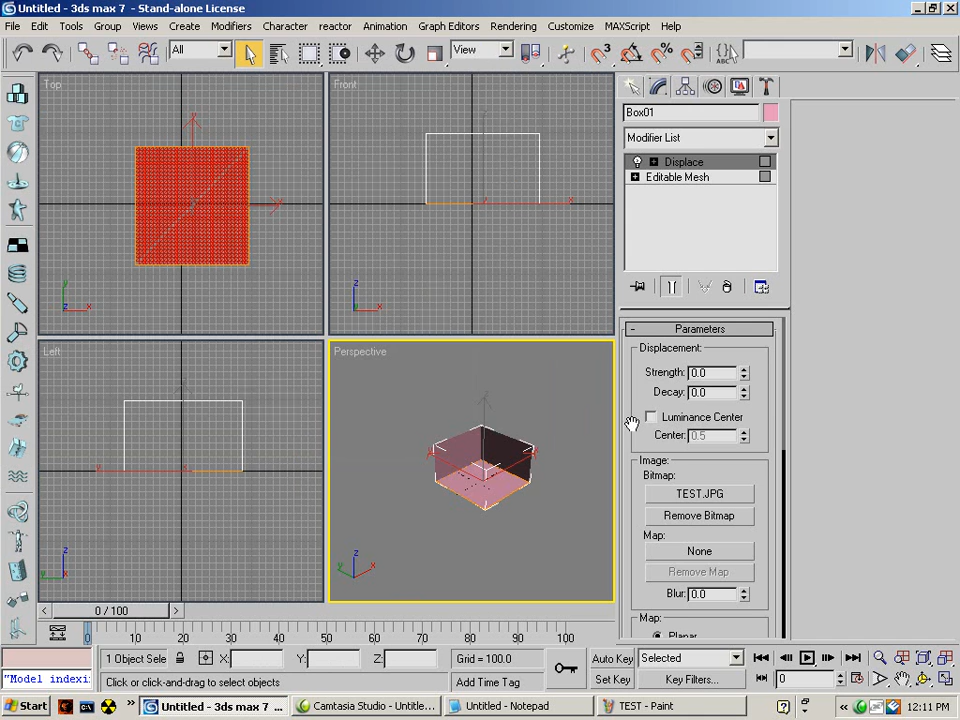 Untitled - 3ds max 7 - Stand-alone License
File Edit Tools Group Views Create Modifiers Character reactor Animation Graph Editors Rendering Customize MAXScript Help
All View
Top
Front
Left
Perspective
Box01
Modifier List
Displace
Editable Mesh
Parameters
Displacement:
Strength: 0.0
Decay: 0.0
Luminance Center
Center: 0.5
Image:
Bitmap:
TEST.JPG
Remove Bitmap
Map:
None
Remove Map
Blur: 0.0
Map:
Planar
0 / 100
0 10 20 30 40 50 60 70 80 90 100
1 Object Sele X: Y: Z: Grid = 100.0 Auto Key Selected
"Model indexi Click or click-and-drag to select objects Add Time Tag Set Key Key Filters... 0
Start Untitled - 3ds max 7 ... Camtasia Studio - Untitle... Untitled - Notepad TEST - Paint 12:11 PM